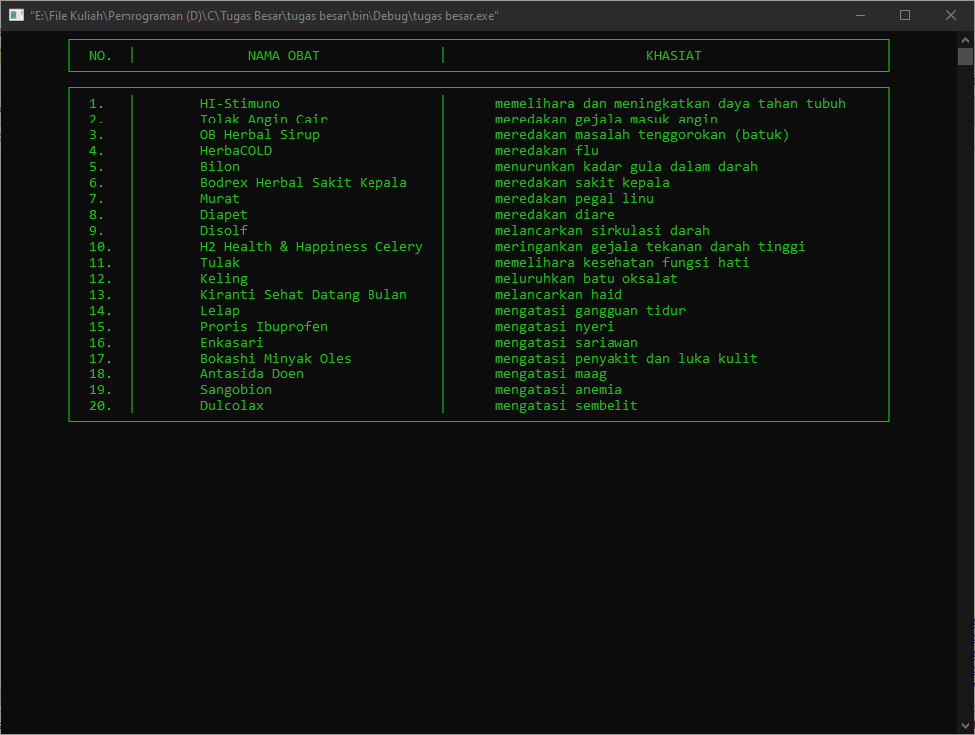 "E:\File Kuliah\Pemrograman (D)\C\Tugas Besar\tugas besar\bin\Debug\tugas besar.exe"
NO. | NAMA OBAT | KHASIAT
1. | HI-Stimuno | memelihara dan meningkatkan daya tahan tubuh
2. | Tolak Angin Cair | meredakan gejala masuk angin
3. | OB Herbal Sirup | meredakan masalah tenggorokan (batuk)
4. | HerbaCOLD | meredakan flu
5. | Bilon | menurunkan kadar gula dalam darah
6. | Bodrex Herbal Sakit Kepala | meredakan sakit kepala
7. | Murat | meredakan pegal linu
8. | Diapet | meredakan diare
9. | Disolf | melancarkan sirkulasi darah
10. | H2 Health & Happiness Celery | meringankan gejala tekanan darah tinggi
11. | Tulak | memelihara kesehatan fungsi hati
12. | Keling | meluruhkan batu oksalat
13. | Kiranti Sehat Datang Bulan | melancarkan haid
14. | Lelap | mengatasi gangguan tidur
15. | Proris Ibuprofen | mengatasi nyeri
16. | Enkasari | mengatasi sariawan
17. | Bokashi Minyak Oles | mengatasi penyakit dan luka kulit
18. | Antasida Doen | mengatasi maag
19. | Sangobion | mengatasi anemia
20. | Dulcolax | mengatasi sembelit